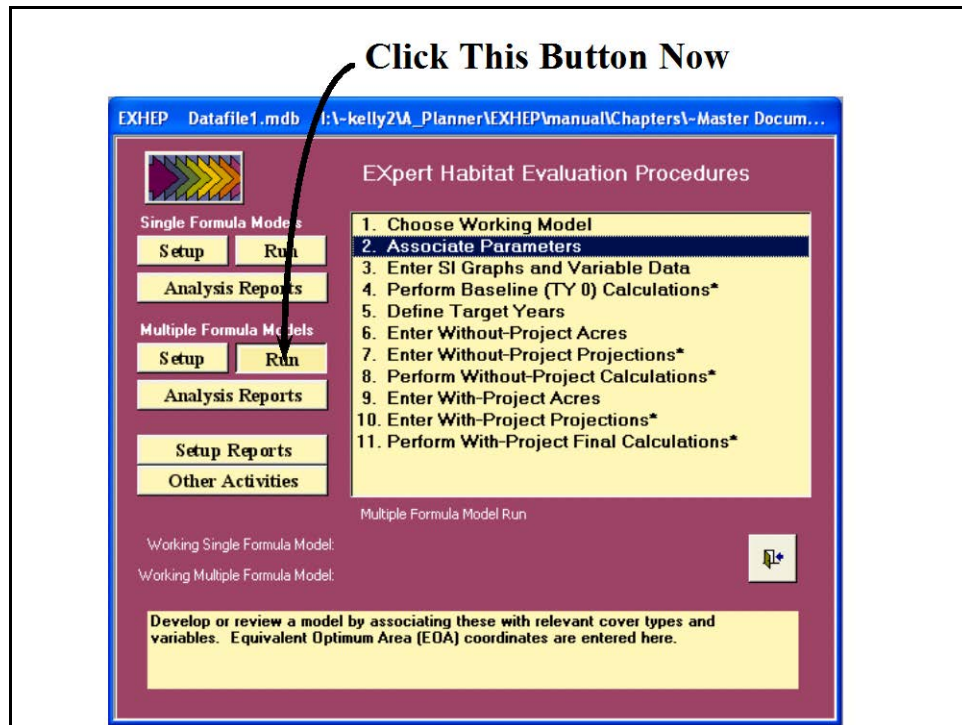 Click This Button Now
EXHEP Datafile1.mdb I:\~kelly2\A_Planner\EXHEP\manual\Chapters\~Master Docum...
EXpert Habitat Evaluation Procedures
Single Formula Models
Setup
Run
Analysis Reports
Multiple Formula Models
Setup
Run
Analysis Reports
Setup Reports
Other Activities
1. Choose Working Model
2. Associate Parameters
3. Enter SI Graphs and Variable Data
4. Perform Baseline (TY 0) Calculations*
5. Define Target Years
6. Enter Without-Project Acres
7. Enter Without-Project Projections*
8. Perform Without-Project Calculations*
9. Enter With-Project Acres
10. Enter With-Project Projections*
11. Perform With-Project Final Calculations*
Multiple Formula Model Run
Working Single Formula Model:
Working Multiple Formula Model:
Develop or review a model by associating these with relevant cover types and
variables. Equivalent Optimum Area (EOA) coordinates are entered here.